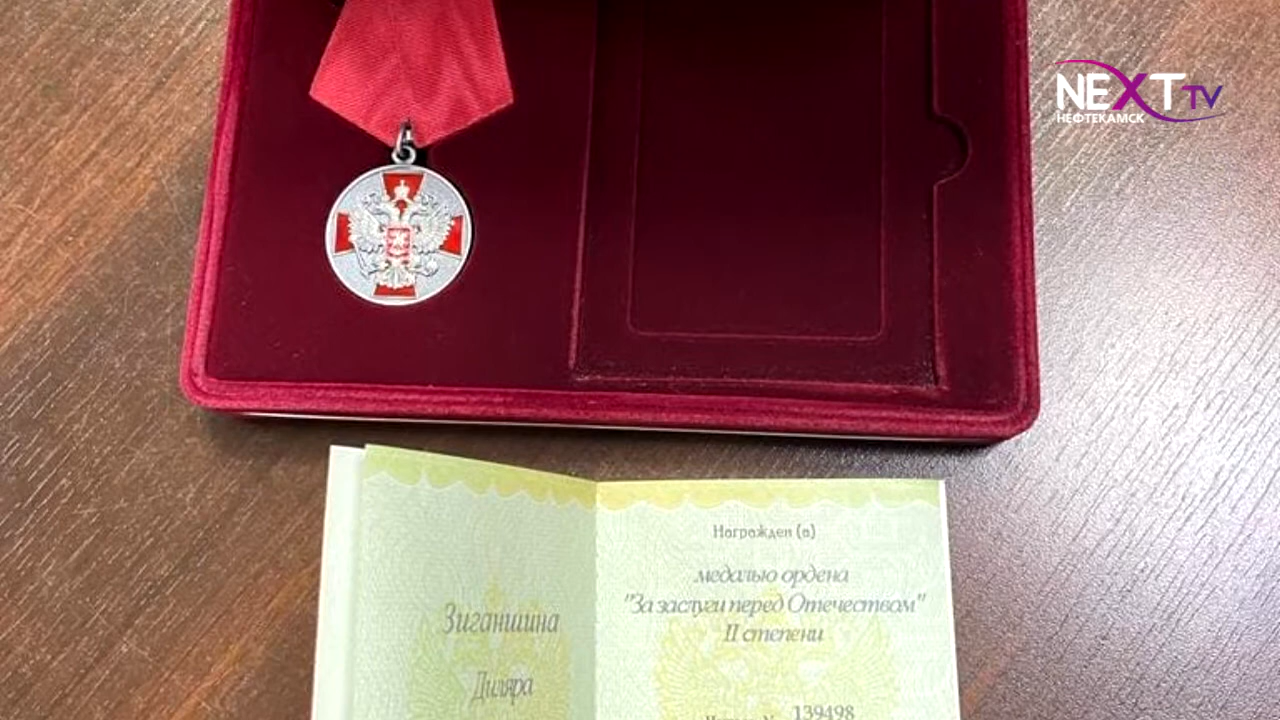 NEXT TV
НЕФТЕКАМСК
Награжден (а)
медалью ордена
"За заслуги перед Отечеством"
II степени
Зиганшина
Диляра
139498